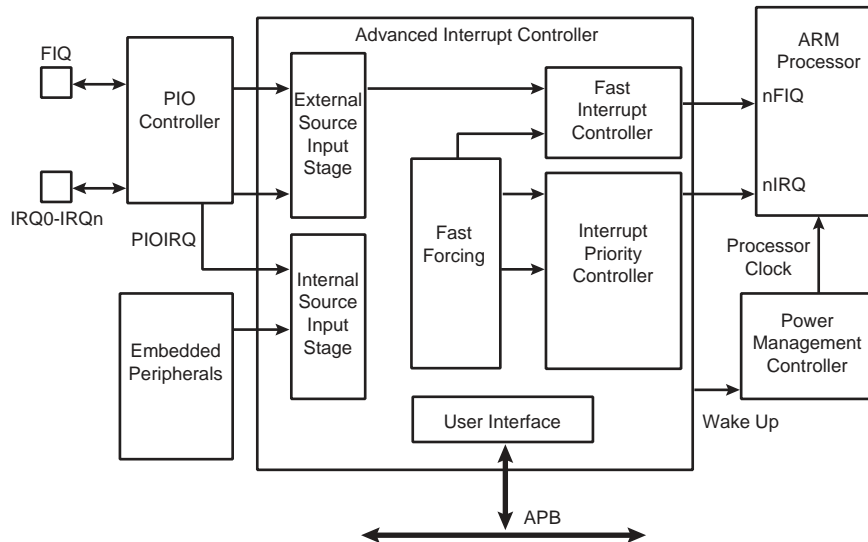 Advanced Interrupt Controller
ARM
Processor
FIQ
PIO
Controller
External
Source
Input
Stage
Fast
Interrupt
Controller
nFIQ
IRQ0-IRQn
PIOIRQ
Fast
Forcing
Interrupt
Priority
Controller
nIRQ
Processor
Clock
Internal
Source
Input
Stage
Embedded
Peripherals
Power
Management
Controller
User Interface
Wake Up
APB